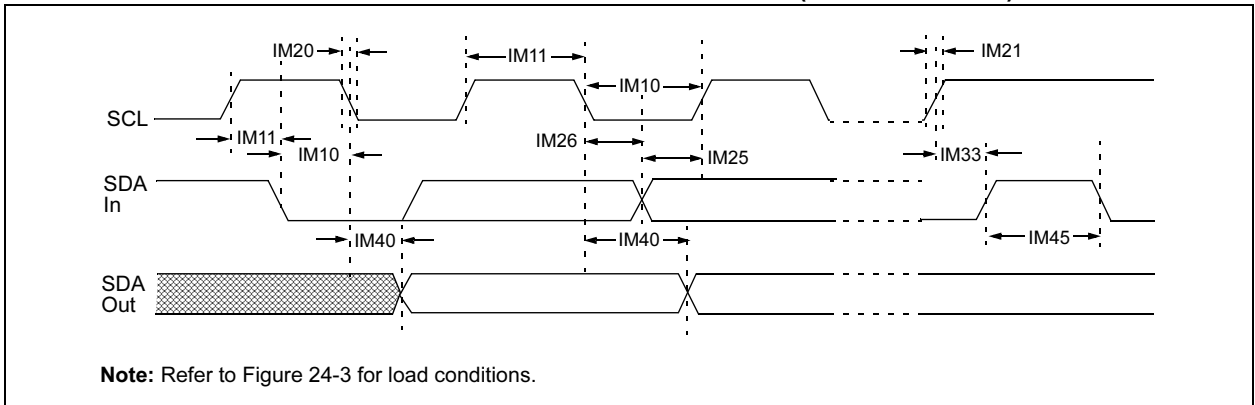 IM20
IM11
IM21
IM10
SCL
IM11
IM10
IM26
IM25
IM33
SDA
In
IM40
IM40
IM45
SDA
Out
Note: Refer to Figure 24-3 for load conditions.